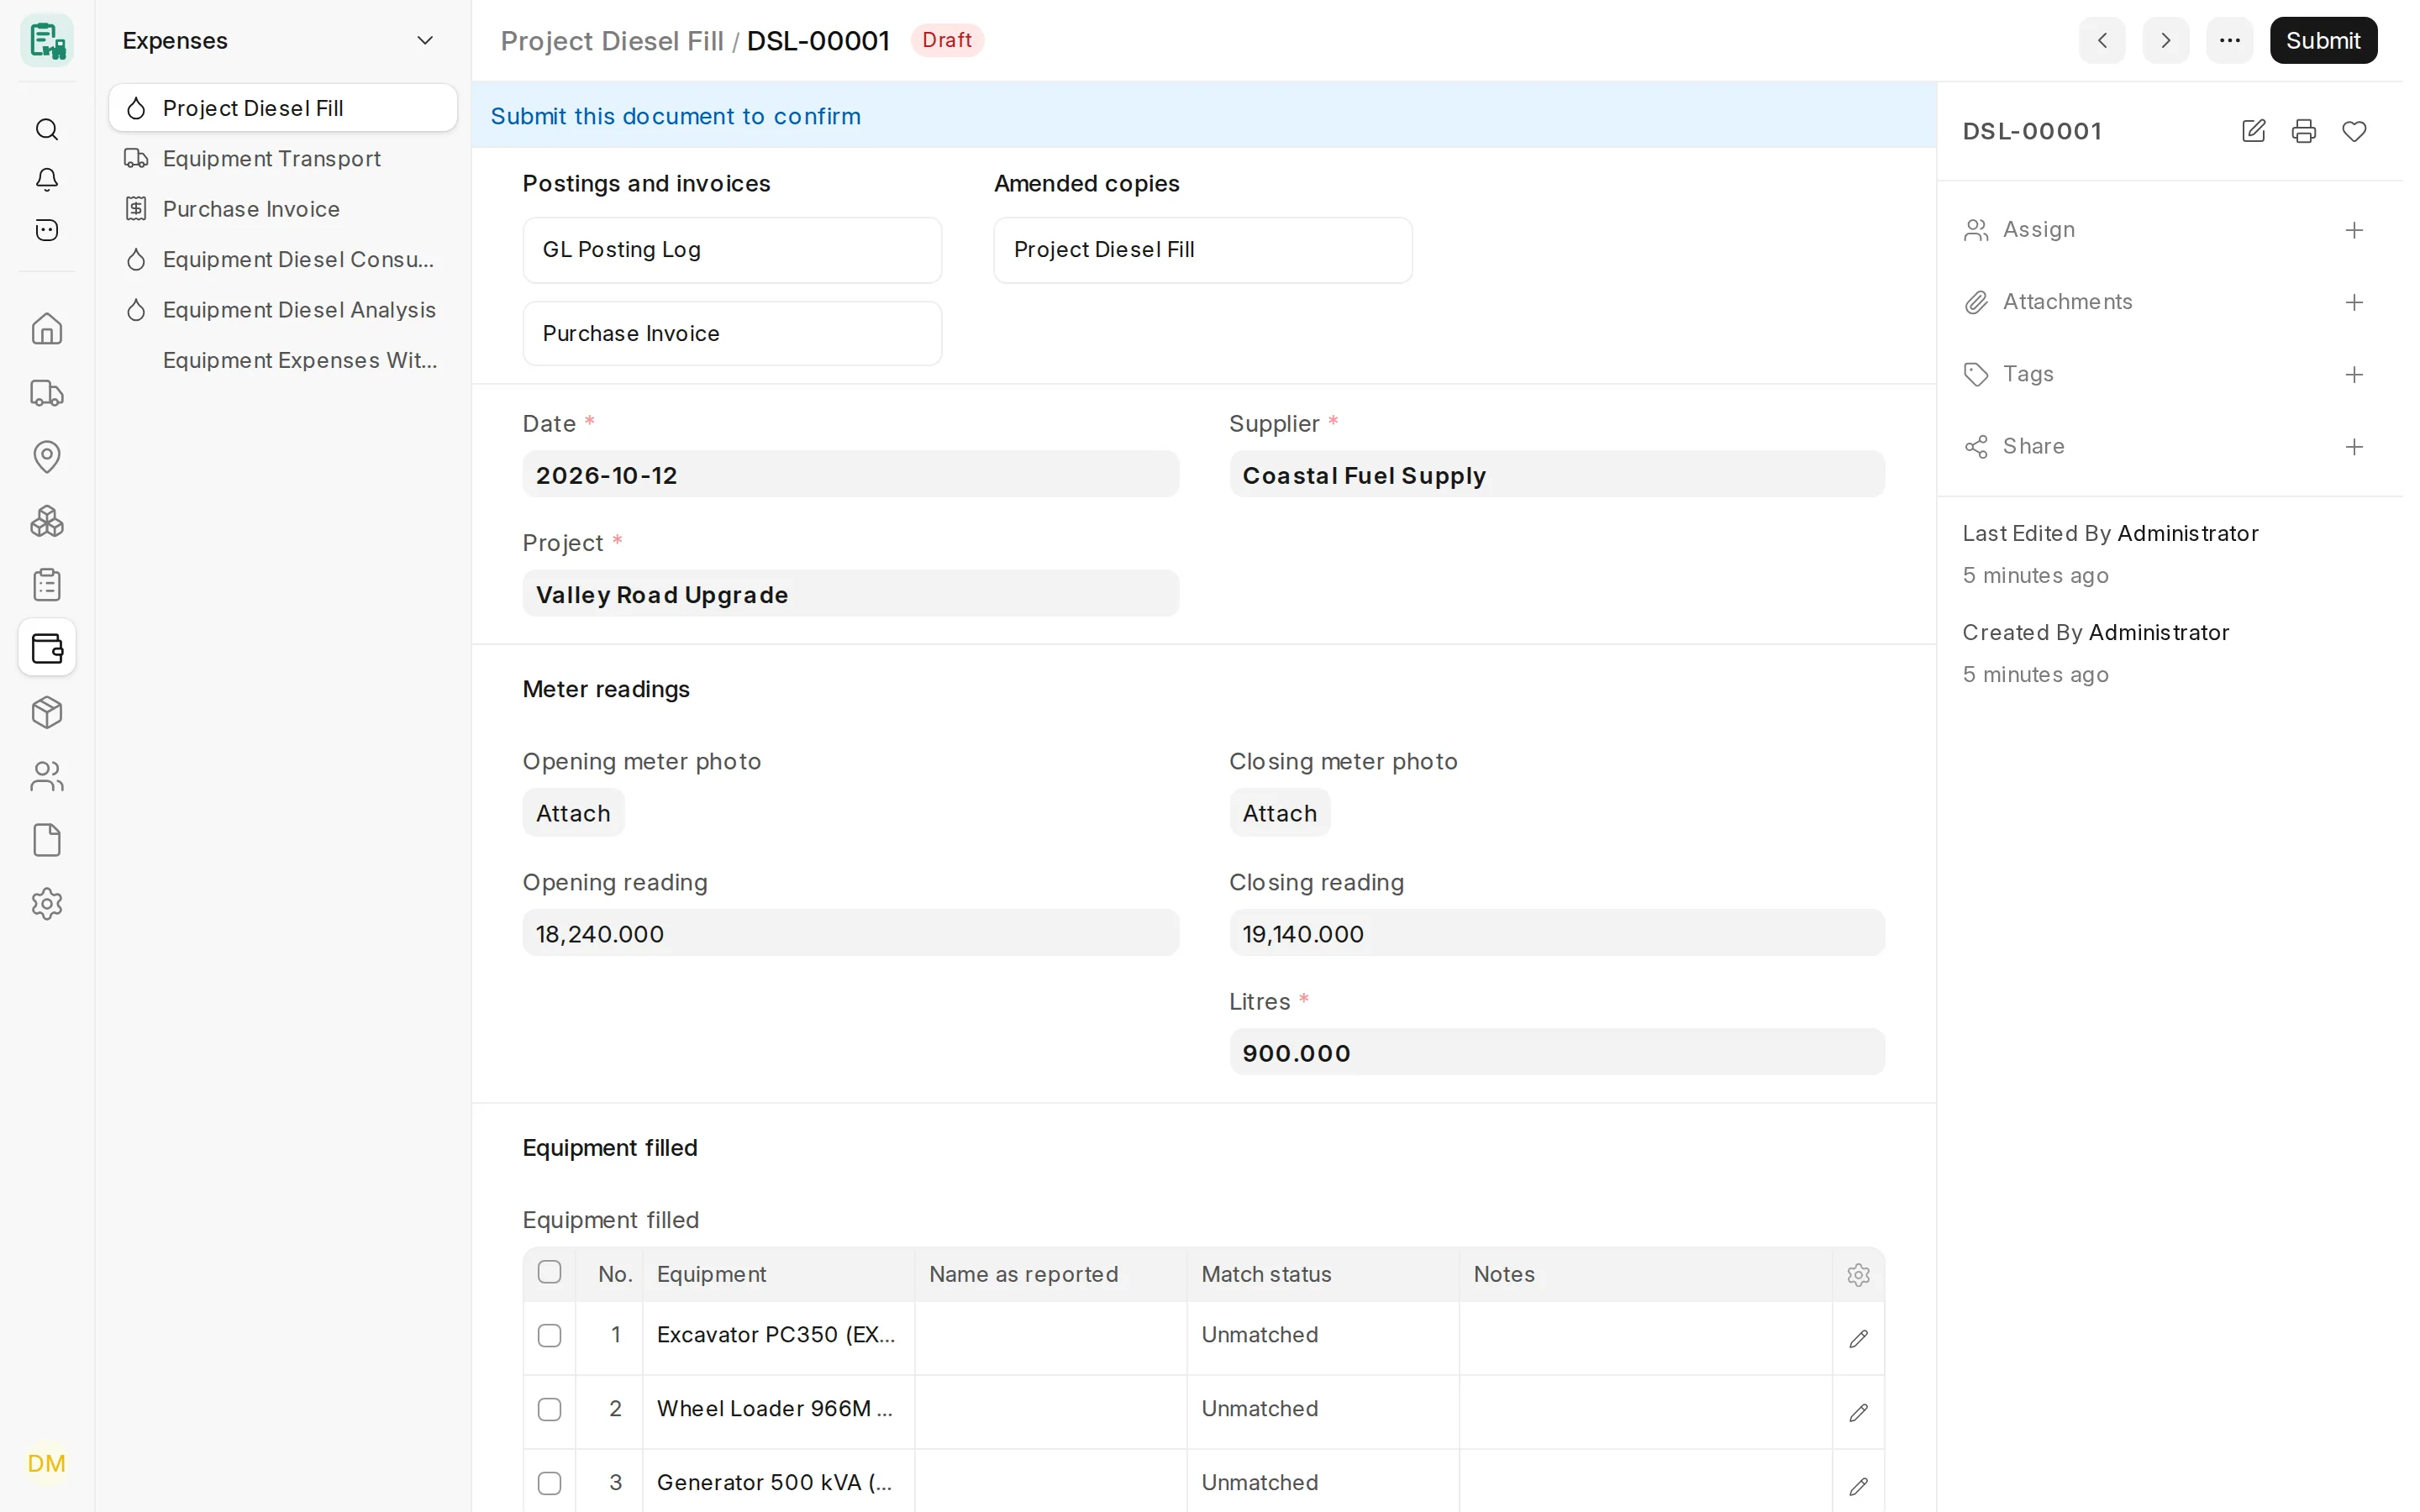 Expenses
Project Diesel Fill
Equipment Transport
Purchase Invoice
Equipment Diesel Consu...
Equipment Diesel Analysis
Equipment Expenses Wit...
DM
Project Diesel Fill / DSL-00001 Draft
Submit
Submit this document to confirm
Postings and invoices
GL Posting Log
Purchase Invoice
Amended copies
Project Diesel Fill
Date *
2026-10-12
Supplier *
Coastal Fuel Supply
Project *
Valley Road Upgrade
Meter readings
Opening meter photo
Attach
Closing meter photo
Attach
Opening reading
18,240.000
Closing reading
19,140.000
Litres *
900.000
Equipment filled
Equipment filled
No. Equipment Name as reported Match status Notes
1 Excavator PC350 (EX... Unmatched
2 Wheel Loader 966M ... Unmatched
3 Generator 500 kVA (... Unmatched
DSL-00001
Assign
Attachments
Tags
Share
Last Edited By Administrator
5 minutes ago
Created By Administrator
5 minutes ago